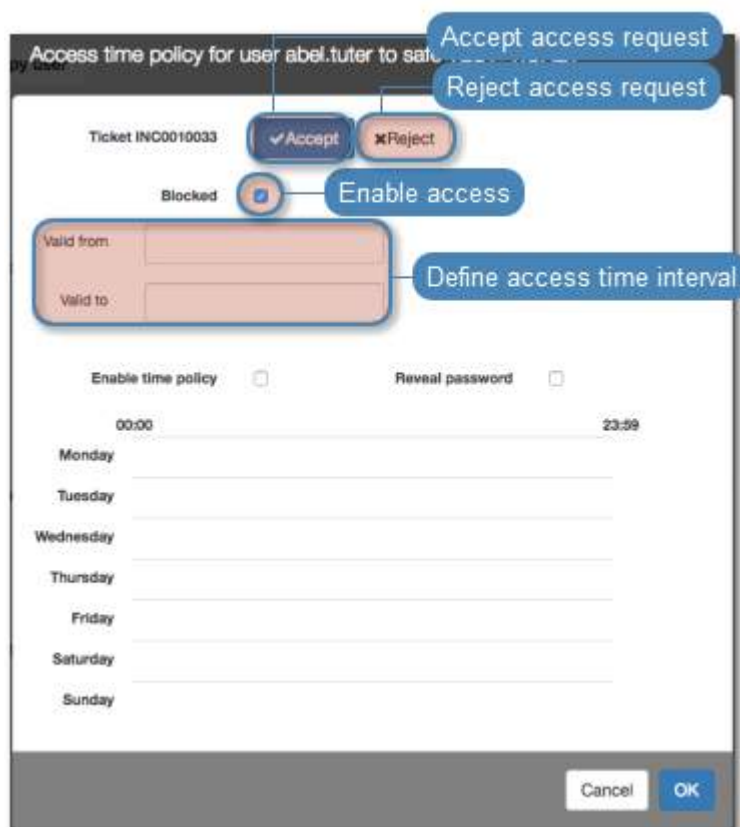 Accept access request
Access time policy for user abel.tuter to safe
Reject access request
Ticket INC0010033
✔Accept
✖Reject
Blocked
Enable access
Valid from
Define access time interval
Valid to
Enable time policy
Reveal password
00:00
23:59
Monday
Tuesday
Wednesday
Thursday
Friday
Saturday
Sunday
Cancel
OK